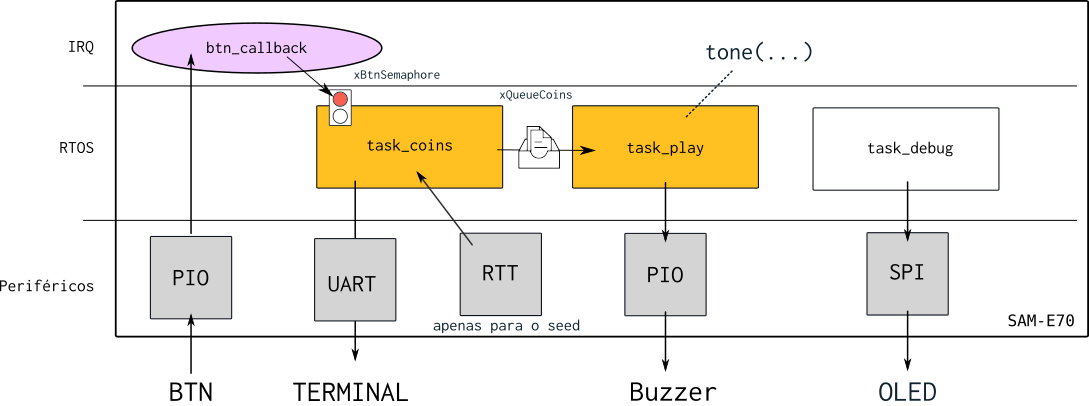 IRQ
btn_callback
xBtnSemaphore
tone(...)
xQueueCoins
RTOS
task_coins
task_play
task_debug
Periféricos
PIO
UART
RTT
PIO
SPI
apenas para o seed
SAM-E70
BTN
TERMINAL
Buzzer
OLED